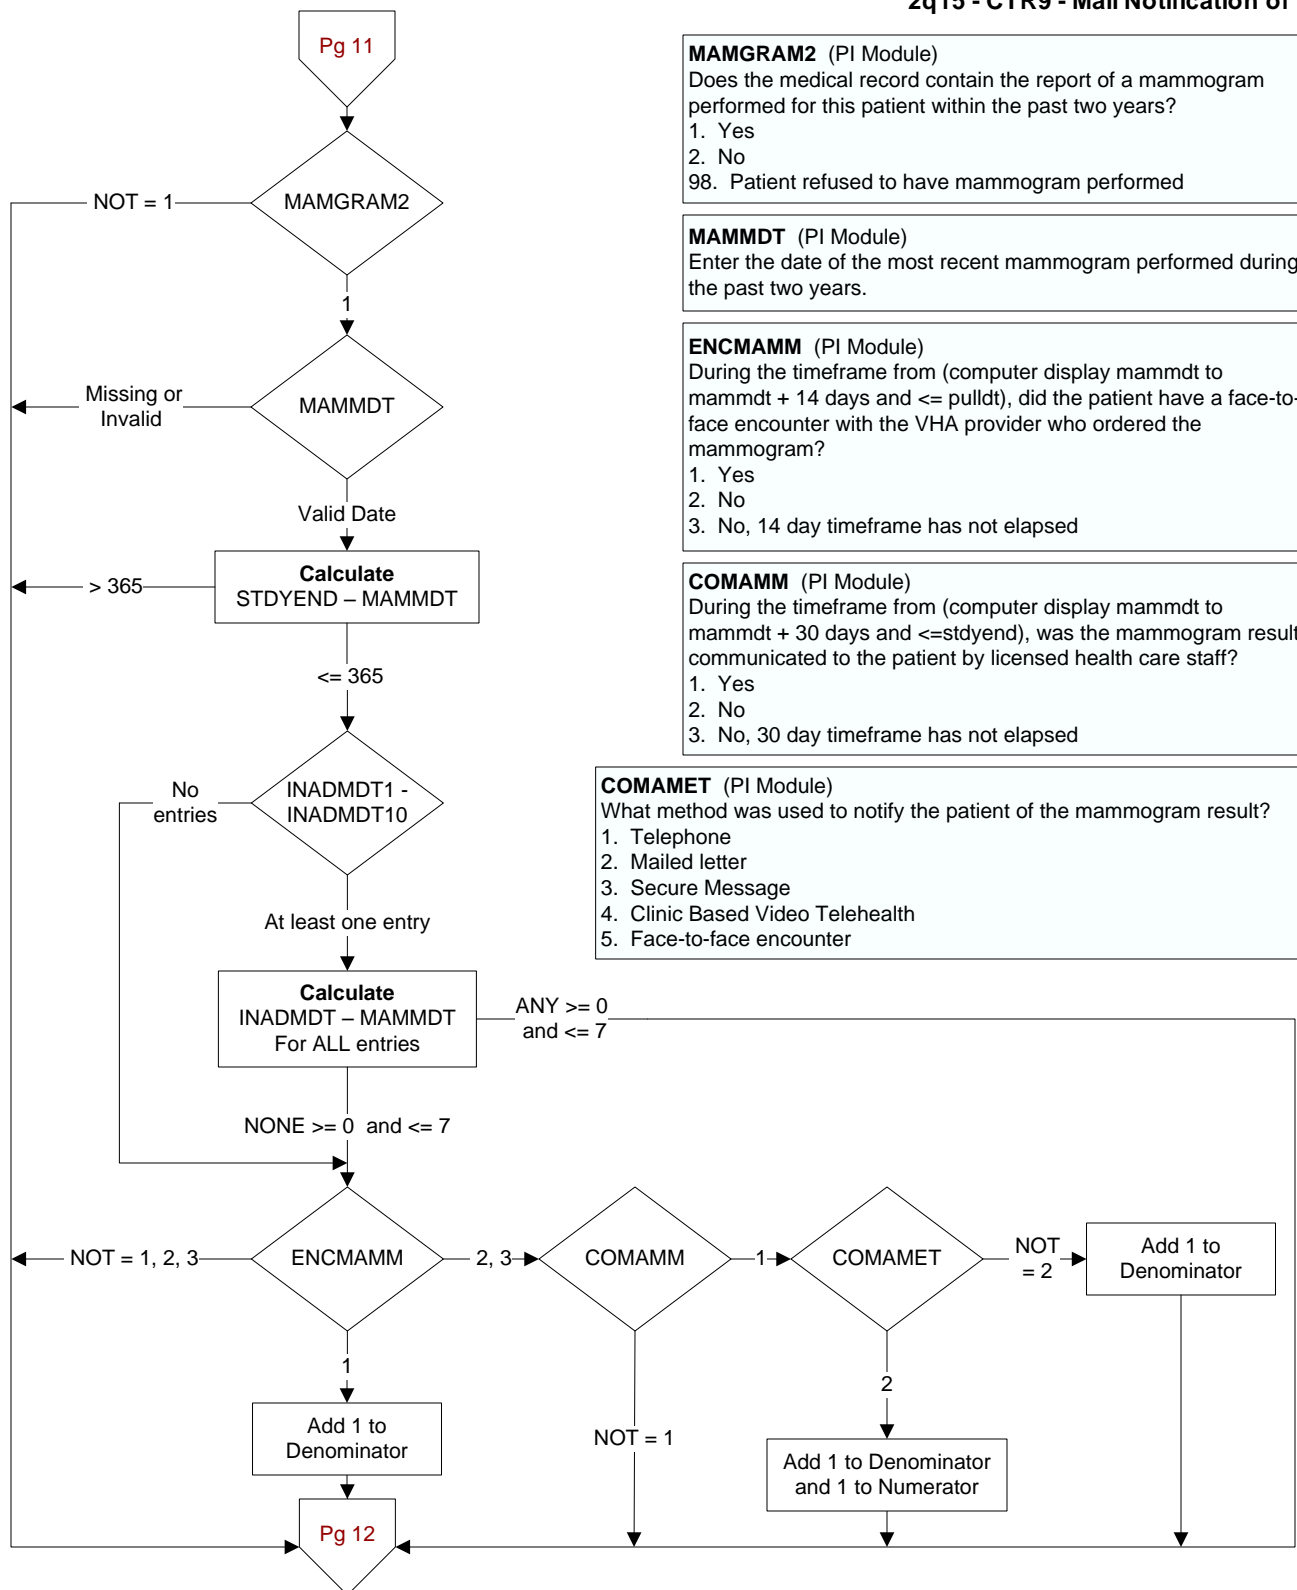 2q15 - CTR9 - Mail Notification of
Pg 11
MAMGRAM2 (PI Module)
Does the medical record contain the report of a mammogram
performed for this patient within the past two years?
1. Yes
2. No
98. Patient refused to have mammogram performed
NOT = 1
MAMGRAM2
1
MAMMDT (PI Module)
Enter the date of the most recent mammogram performed during
the past two years.
Missing or
Invalid
MAMMDT
Valid Date
ENCMAMM (PI Module)
During the timeframe from (computer display mammdt to
mammdt + 14 days and <= pulldt), did the patient have a face-to-
face encounter with the VHA provider who ordered the
mammogram?
1. Yes
2. No
3. No, 14 day timeframe has not elapsed
> 365
Calculate
STDYEND – MAMMDT
<= 365
COMAMM (PI Module)
During the timeframe from (computer display mammdt to
mammdt + 30 days and <=stdyend), was the mammogram result
communicated to the patient by licensed health care staff?
1. Yes
2. No
3. No, 30 day timeframe has not elapsed
No
entries
INADMDT1 -
INADMDT10
At least one entry
COMAMET (PI Module)
What method was used to notify the patient of the mammogram result?
1. Telephone
2. Mailed letter
3. Secure Message
4. Clinic Based Video Telehealth
5. Face-to-face encounter
Calculate
INADMDT – MAMMDT
For ALL entries
ANY >= 0
and <= 7
NONE >= 0 and <= 7
NOT = 1, 2, 3
ENCMAMM
2, 3
COMAMM
1
COMAMET
NOT
= 2
Add 1 to
Denominator
1
Add 1 to
Denominator
NOT = 1
2
Add 1 to Denominator
and 1 to Numerator
Pg 12